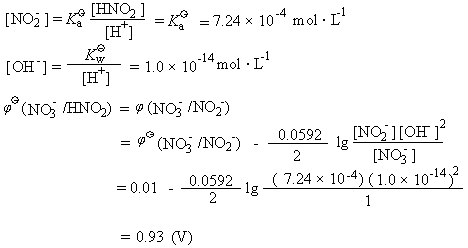 [NO₂⁻] = Kₐ^⊖ [HNO₂] / [H⁺] = Kₐ^⊖ = 7.24 × 10⁻⁴ mol · L⁻¹
[OH⁻] = K_w^⊖ / [H⁺] = 1.0 × 10⁻¹⁴ mol · L⁻¹
φ^⊖ (NO₃⁻ /HNO₂) = φ (NO₃⁻ /NO₂⁻)
= φ^⊖ (NO₃⁻ /NO₂⁻) - 0.0592 / 2 lg [NO₂⁻] [OH⁻]² / [NO₃⁻]
= 0.01 - 0.0592 / 2 lg ( 7.24 × 10⁻⁴) ( 1.0 × 10⁻¹⁴)² / 1
= 0.93 (V)